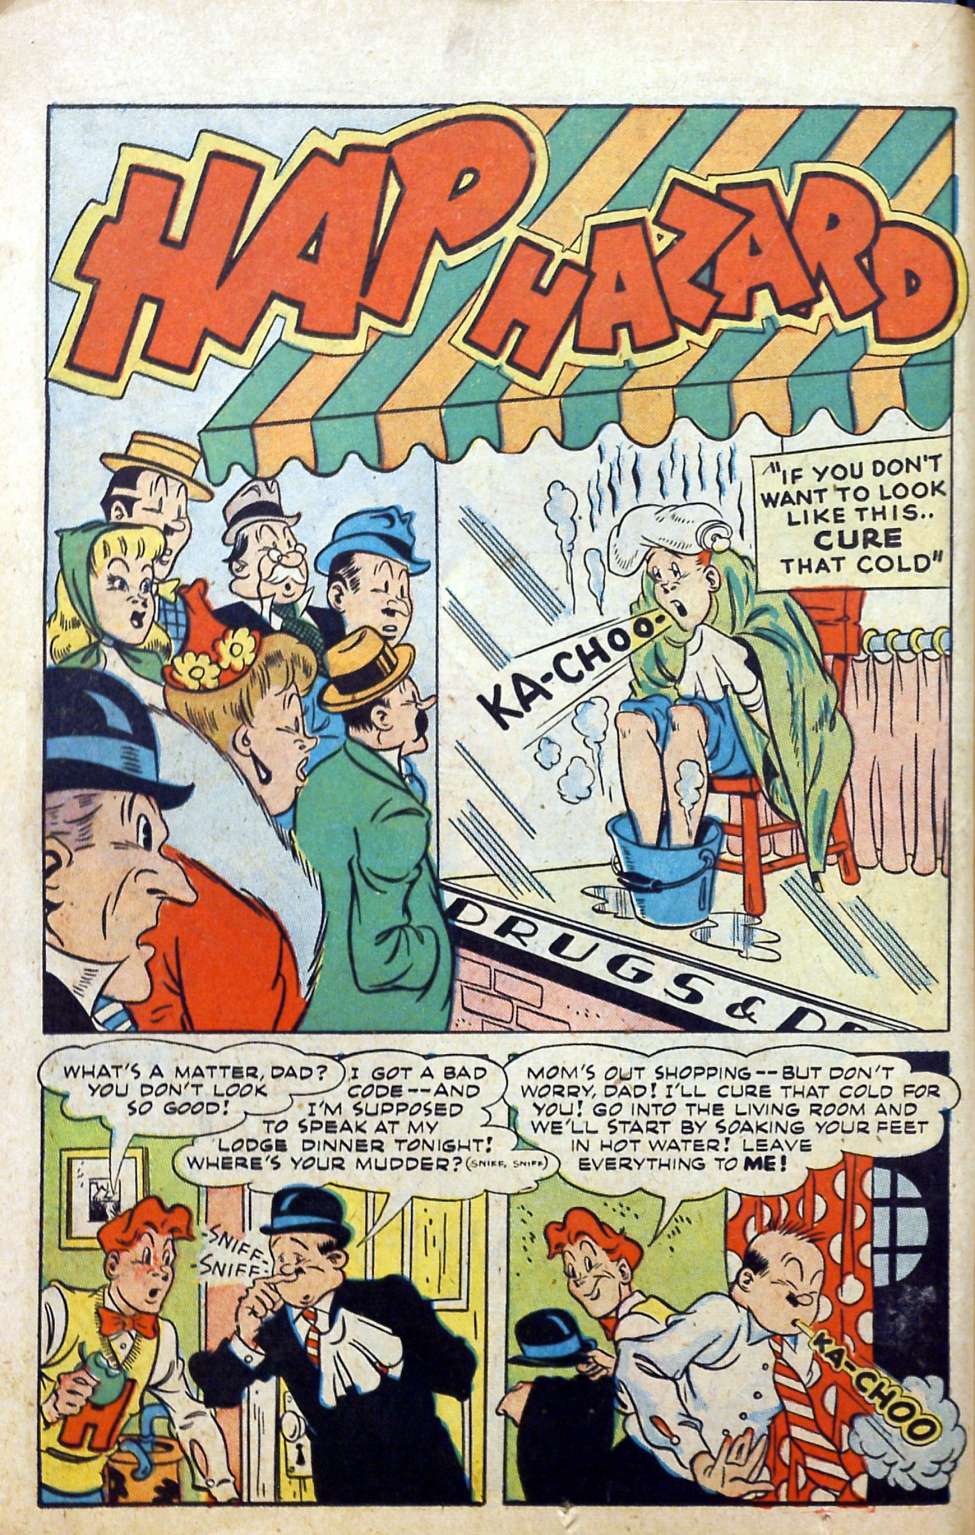 HAP
HAZARD
"IF YOU DON'T
WANT TO LOOK
LIKE THIS..
CURE
THAT COLD"
KA-CHOO-
DRUGS &
WHAT'S A MATTER, DAD?
YOU DON'T LOOK
SO GOOD!
I GOT A BAD
CODE--AND
I'M SUPPOSED
TO SPEAK AT MY
LODGE DINNER TONIGHT!
WHERE'S YOUR MUDDER? (SNIFF, SNIFF)
-SNIFF-
-SNIFF-
H
MOM'S OUT SHOPPING--BUT DON'T
WORRY, DAD! I'LL CURE THAT COLD FOR
YOU! GO INTO THE LIVING ROOM AND
WE'LL START BY SOAKING YOUR FEET
IN HOT WATER! LEAVE
EVERYTHING TO ME!
KA-CHOO